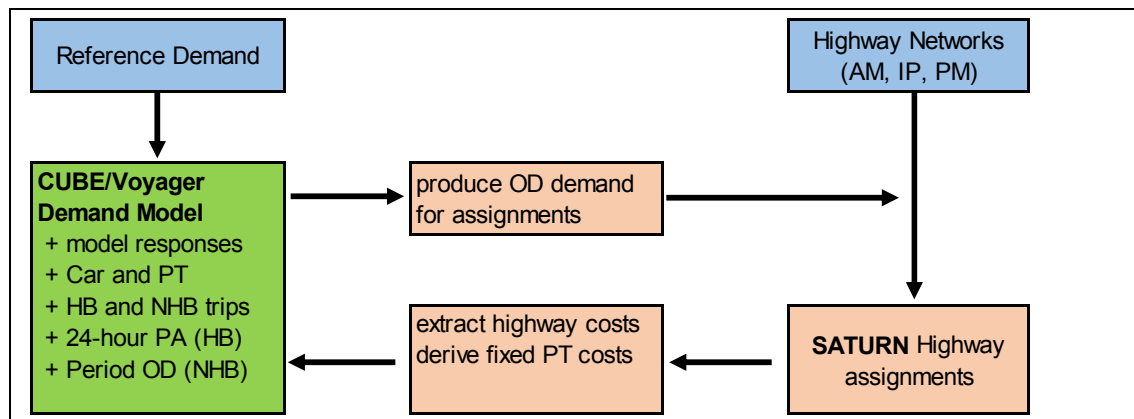 Reference Demand
Highway Networks
(AM, IP, PM)
CUBE/Voyager
Demand Model
+ model responses
+ Car and PT
+ HB and NHB trips
+ 24-hour PA (HB)
+ Period OD (NHB)
produce OD demand
for assignments
extract highway costs
derive fixed PT costs
SATURN Highway
assignments